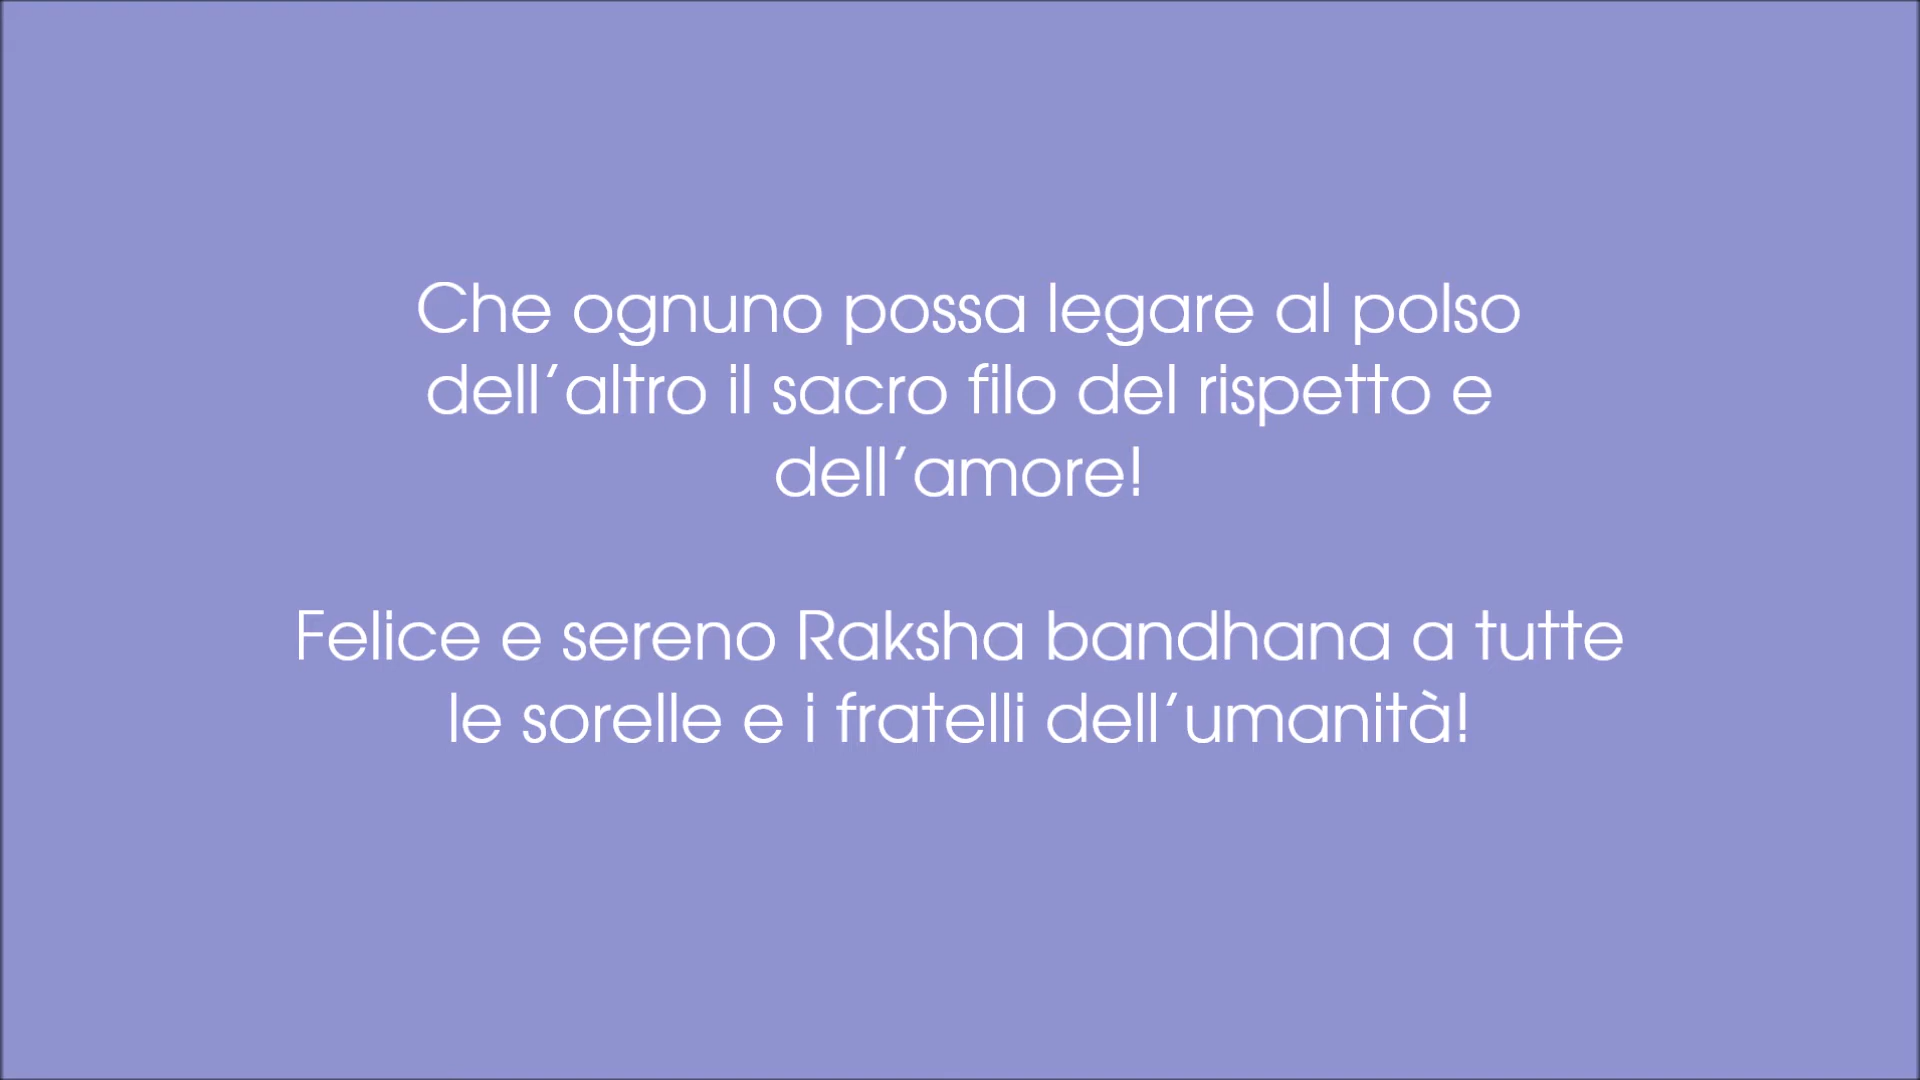 Che ognuno possa legare al polso
dell’altro il sacro filo del rispetto e
dell’amore!
Felice e sereno Raksha bandhana a tutte
le sorelle e i fratelli dell’umanità!